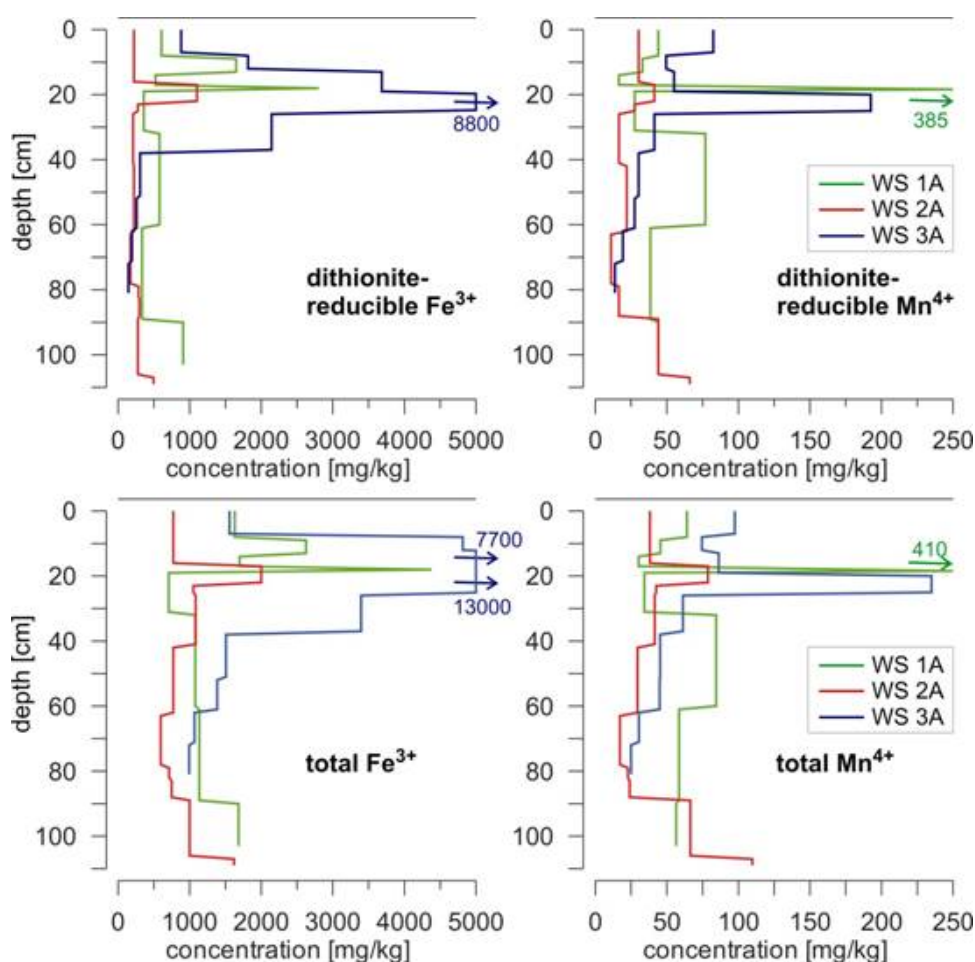 0
20
40
60
80
100
depth [cm]
8800
dithionite-
reducible Fe³⁺
0 1000 2000 3000 4000 5000
concentration [mg/kg]
0
20
40
60
80
100
385
WS 1A
WS 2A
WS 3A
dithionite-
reducible Mn⁴⁺
0 50 100 150 200 250
concentration [mg/kg]
0
20
40
60
80
100
depth [cm]
7700
13000
total Fe³⁺
0 1000 2000 3000 4000 5000
concentration [mg/kg]
0
20
40
60
80
100
410
WS 1A
WS 2A
WS 3A
total Mn⁴⁺
0 50 100 150 200 250
concentration [mg/kg]